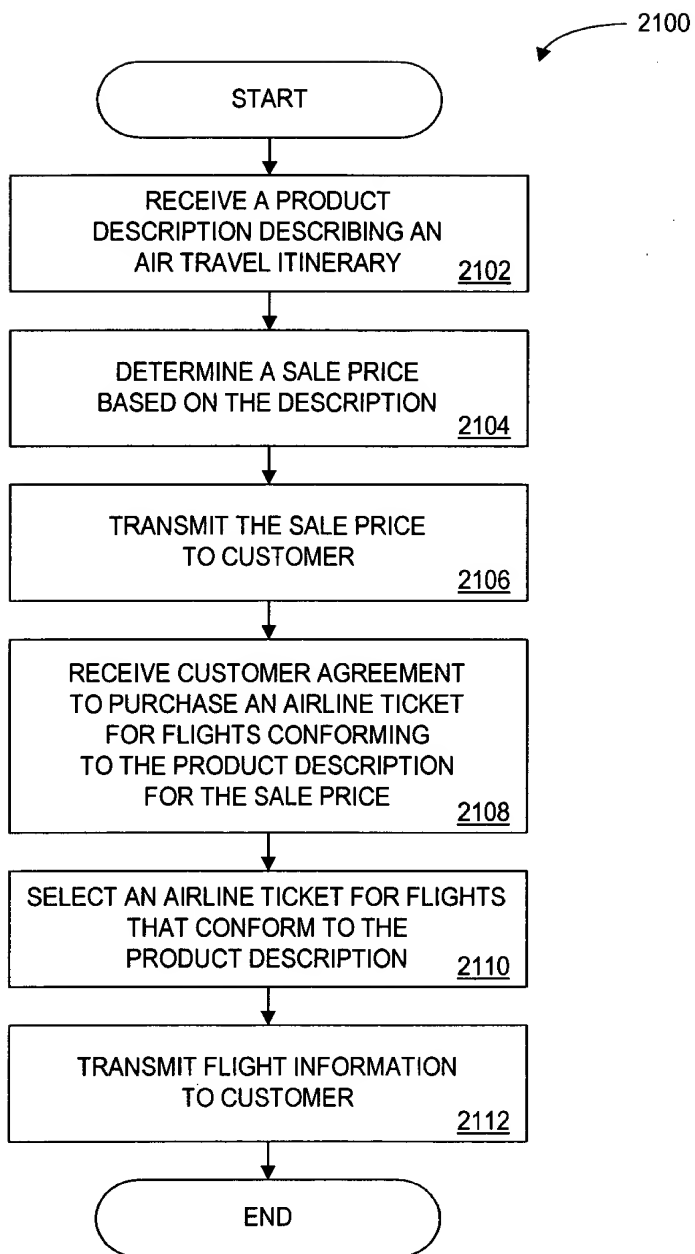 2100
START
RECEIVE A PRODUCT
DESCRIPTION DESCRIBING AN
AIR TRAVEL ITINERARY
2102
DETERMINE A SALE PRICE
BASED ON THE DESCRIPTION
2104
TRANSMIT THE SALE PRICE
TO CUSTOMER
2106
RECEIVE CUSTOMER AGREEMENT
TO PURCHASE AN AIRLINE TICKET
FOR FLIGHTS CONFORMING
TO THE PRODUCT DESCRIPTION
FOR THE SALE PRICE
2108
SELECT AN AIRLINE TICKET FOR FLIGHTS
THAT CONFORM TO THE
PRODUCT DESCRIPTION
2110
TRANSMIT FLIGHT INFORMATION
TO CUSTOMER
2112
END